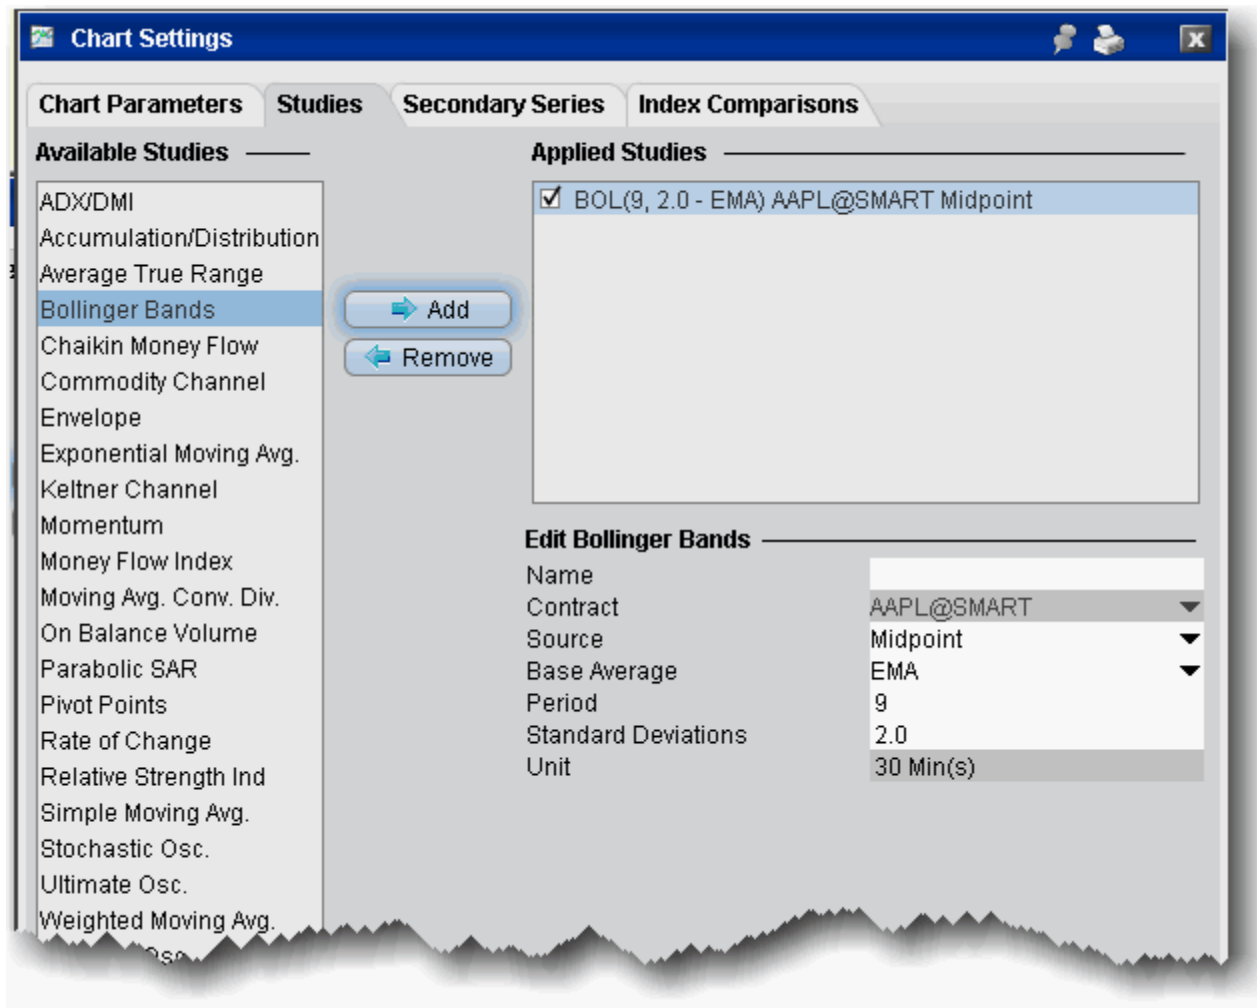 Chart Settings
Chart Parameters
Studies
Secondary Series
Index Comparisons
Available Studies
ADX/DMI
Accumulation/Distribution
Average True Range
Bollinger Bands
Chaikin Money Flow
Commodity Channel
Envelope
Exponential Moving Avg.
Keltner Channel
Momentum
Money Flow Index
Moving Avg. Conv. Div.
On Balance Volume
Parabolic SAR
Pivot Points
Rate of Change
Relative Strength Ind
Simple Moving Avg.
Stochastic Osc.
Ultimate Osc.
Weighted Moving Avg.
Add
Remove
Applied Studies
BOL(9, 2.0 - EMA) AAPL@SMART Midpoint
Edit Bollinger Bands
Name
Contract AAPL@SMART
Source Midpoint
Base Average EMA
Period 9
Standard Deviations 2.0
Unit 30 Min(s)